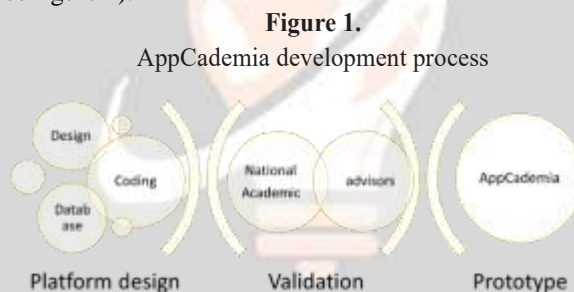 Figure 1.
AppCademia development process
Design
Coding
Datab
ase
National
Academic
advisors
AppCademia
Platform design
Validation
Prototype